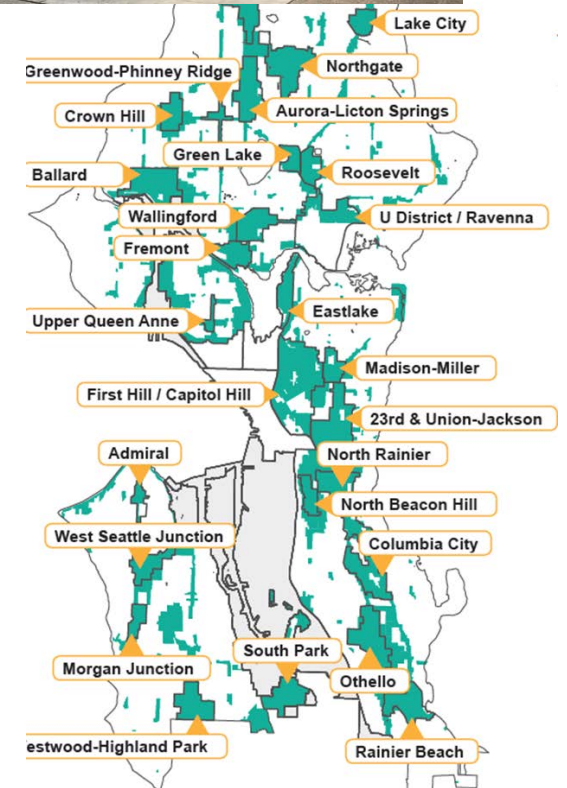 Lake City
Northgate
Greenwood-Phinney Ridge
Crown Hill
Aurora-Licton Springs
Green Lake
Roosevelt
Ballard
Wallingford
U District / Ravenna
Fremont
Eastlake
Upper Queen Anne
Madison-Miller
First Hill / Capitol Hill
23rd & Union-Jackson
Admiral
North Rainier
North Beacon Hill
West Seattle Junction
Columbia City
South Park
Morgan Junction
Othello
estwood-Highland Park
Rainier Beach